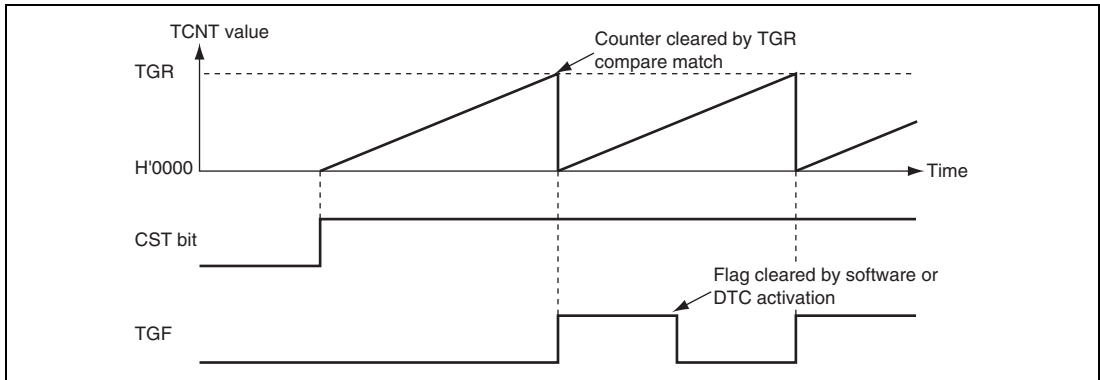 TCNT value
Counter cleared by TGR
compare match
TGR
H'0000
Time
CST bit
Flag cleared by software or
DTC activation
TGF